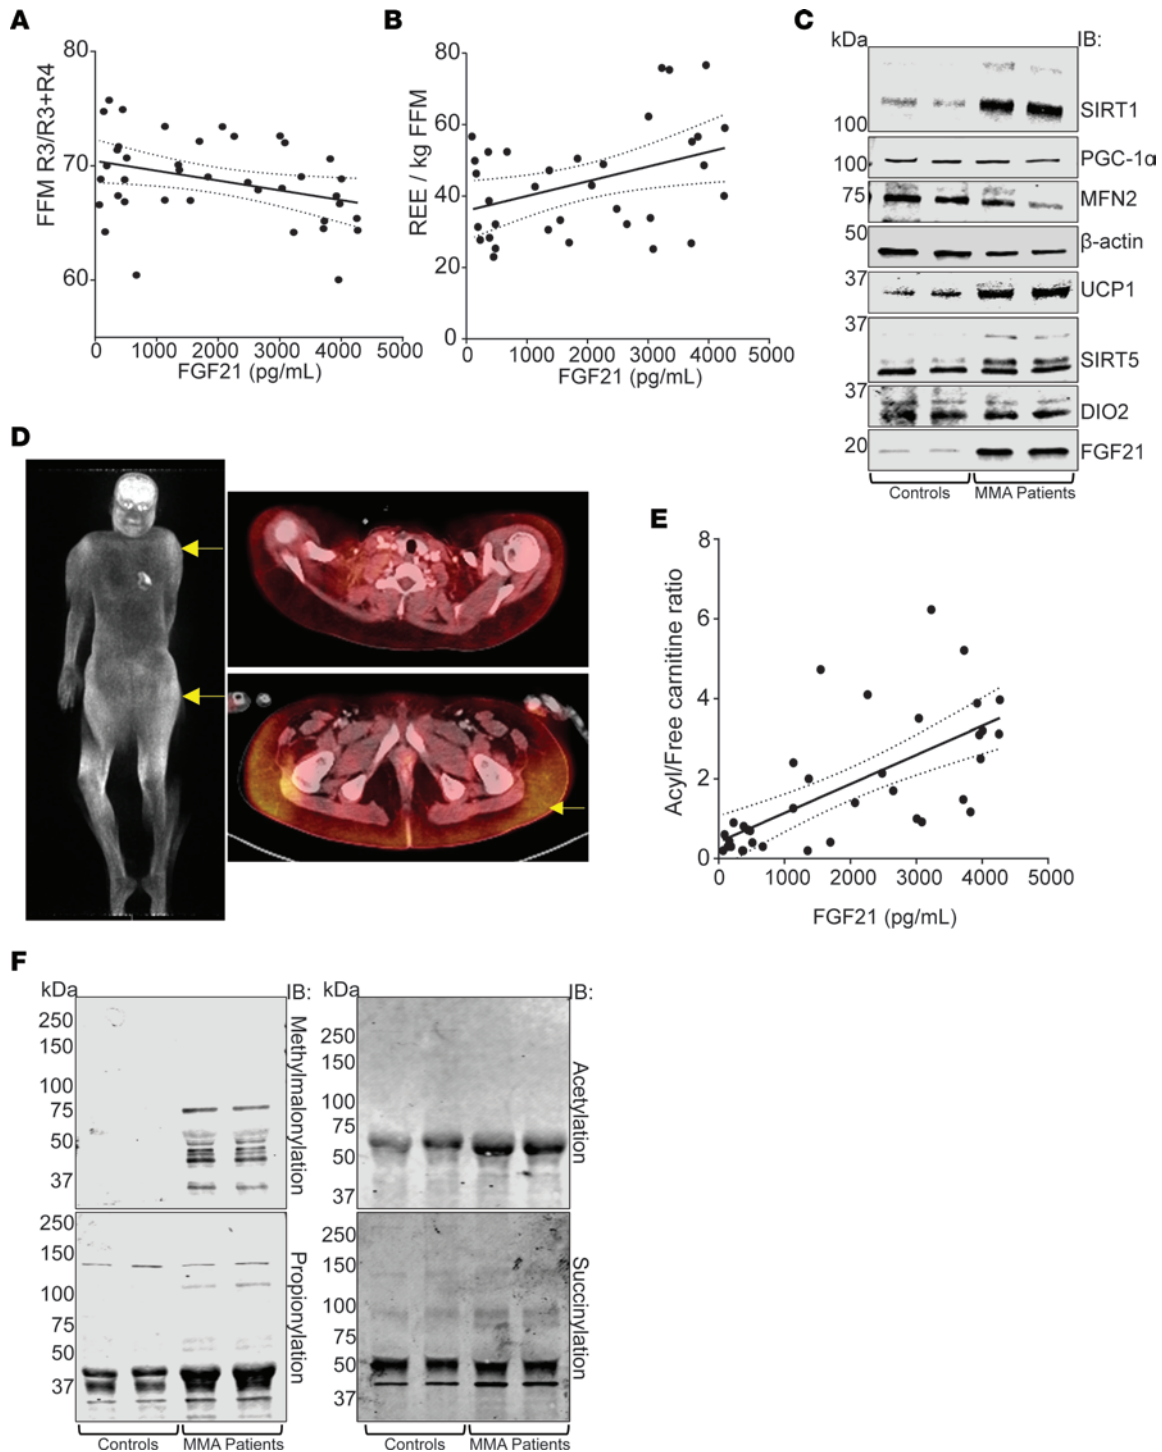 A
FFM R3/R3+R4
80
70
60
0 1000 2000 3000 4000 5000
FGF21 (pg/mL)
B
REE / kg FFM
80
60
40
20
0
0 1000 2000 3000 4000 5000
FGF21 (pg/mL)
C
kDa IB:
100 SIRT1
100 PGC-1α
75 MFN2
50 β-actin
37 UCP1
37 SIRT5
37 DIO2
20 FGF21
Controls MMA Patients
D
E
Acyl/Free carnitine ratio
8
6
4
2
0
0 1000 2000 3000 4000 5000
FGF21 (pg/mL)
F
kDa IB:
250
150
100
75
50
37
Methylmalonylation
kDa IB:
250
150
100
75
50
37
Acetylation
250
150
100
75
50
37
Propionylation
Controls MMA Patients
250
150
100
75
50
37
Succinylation
Controls MMA Patients